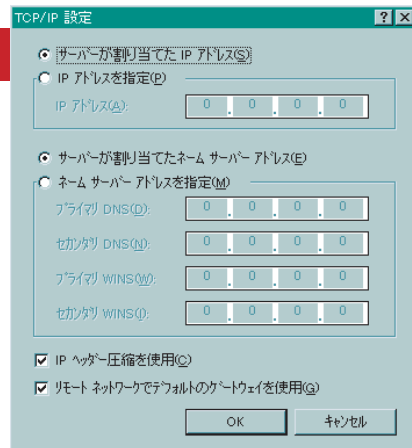 TCP/IP 設定
サーバーが割り当てた IP アドレス(S)
IP アドレスを指定(P)
IP アドレス(A): 0 . 0 . 0 . 0
サーバーが割り当てたネーム サーバー アドレス(E)
ネーム サーバー アドレスを指定(M)
プライマリ DNS(D): 0 . 0 . 0 . 0
セカンダリ DNS(N): 0 . 0 . 0 . 0
プライマリ WINS(W): 0 . 0 . 0 . 0
セカンダリ WINS(I): 0 . 0 . 0 . 0
IP ヘッダー圧縮を使用(C)
リモート ネットワークでデフォルトのゲートウェイを使用(G)
OK キャンセル